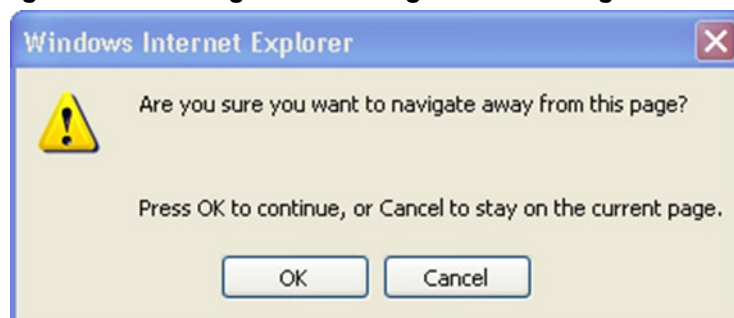 Windows Internet Explorer
Are you sure you want to navigate away from this page?
Press OK to continue, or Cancel to stay on the current page.
OK
Cancel